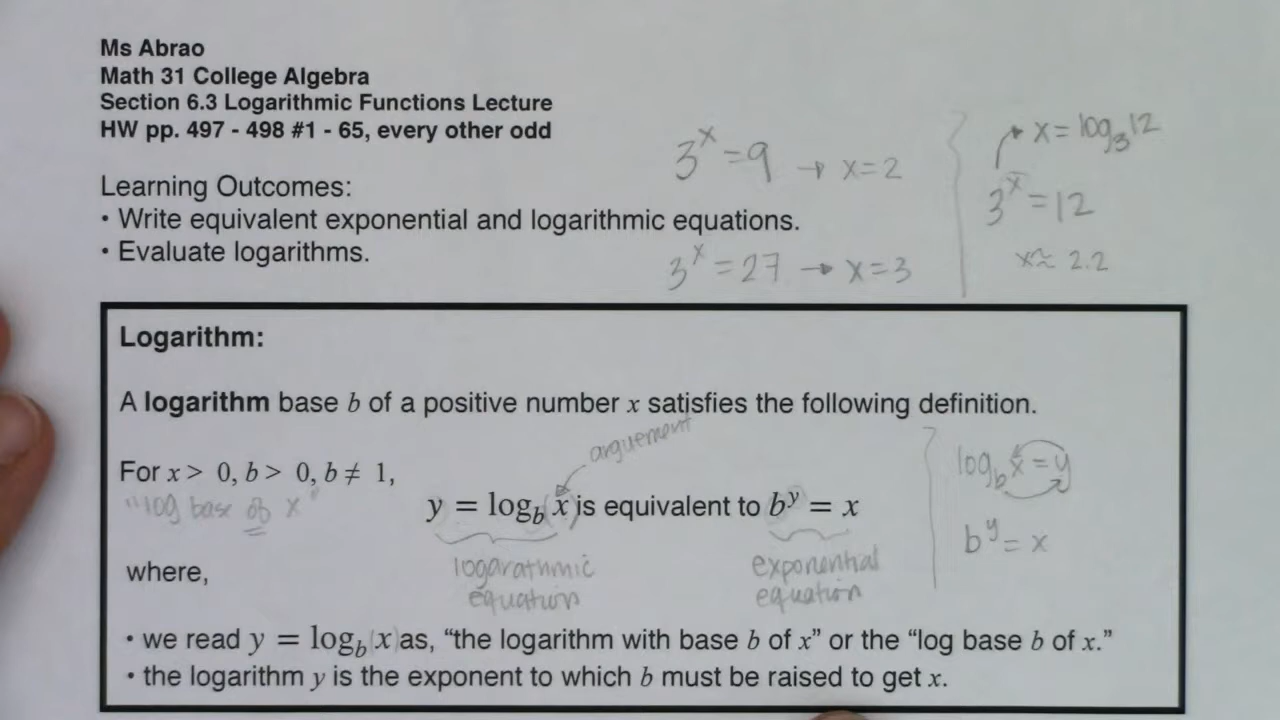 Ms Abrao
Math 31 College Algebra
Section 6.3 Logarithmic Functions Lecture
HW pp. 497 - 498 #1 - 65, every other odd
3^x = 9 → x = 2
x = log_3 12
3^x = 12
x ≈ 2.2
Learning Outcomes:
• Write equivalent exponential and logarithmic equations.
• Evaluate logarithms.
3^x = 27 → x = 3
Logarithm:
A logarithm base b of a positive number x satisfies the following definition.
arguement
For x > 0, b > 0, b ≠ 1,
"log base of x"
y = log_b(x) is equivalent to b^y = x
log_b x = y
b^y = x
logarathmic equation
exponential equation
where,
• we read y = log_b(x) as, “the logarithm with base b of x” or the “log base b of x.”
• the logarithm y is the exponent to which b must be raised to get x.